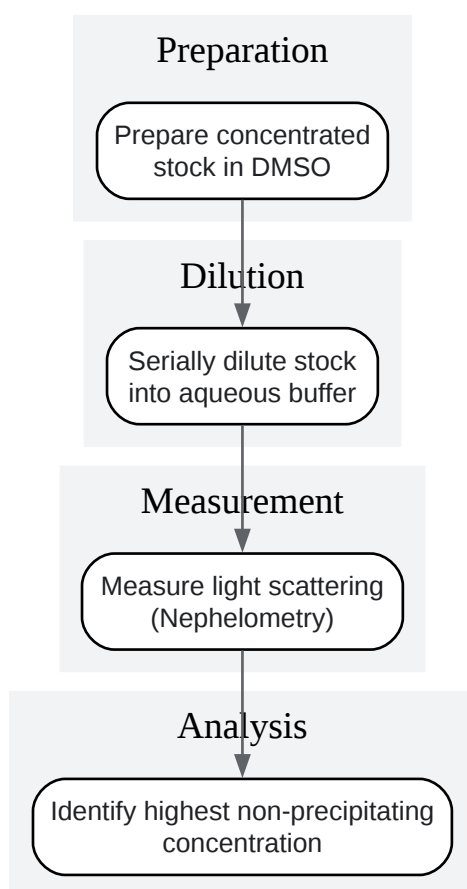 Preparation
Prepare concentrated
stock in DMSO
Dilution
Serially dilute stock
into aqueous buffer
Measurement
Measure light scattering
(Nephelometry)
Analysis
Identify highest non-precipitating
concentration